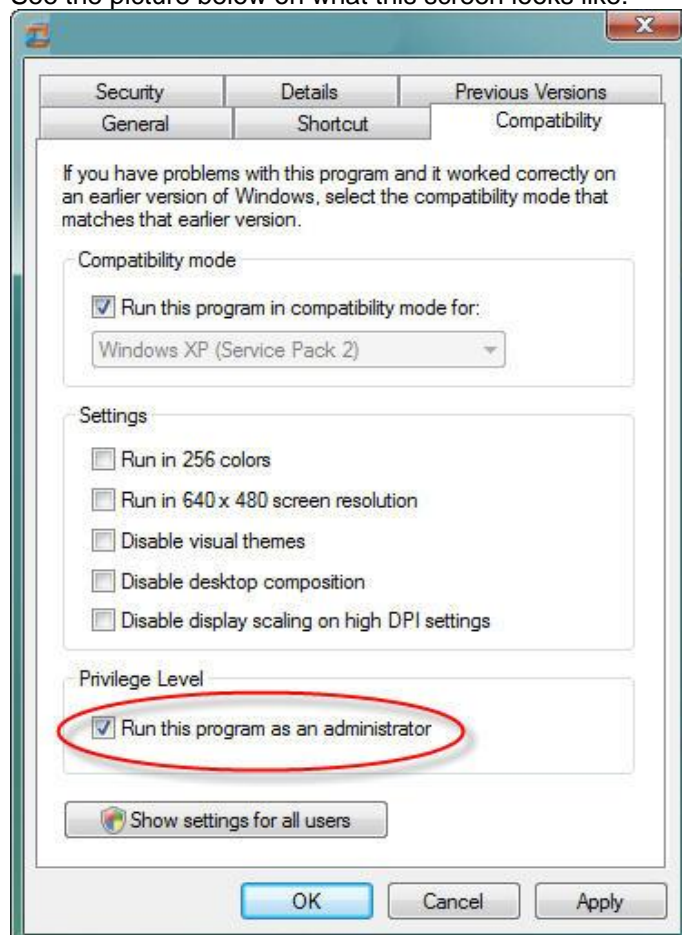 See the picture below on what this screen looks like.
Security Details Previous Versions
General Shortcut Compatibility
If you have problems with this program and it worked correctly on
an earlier version of Windows, select the compatibility mode that
matches that earlier version.
Compatibility mode
Run this program in compatibility mode for:
Windows XP (Service Pack 2)
Settings
Run in 256 colors
Run in 640 x 480 screen resolution
Disable visual themes
Disable desktop composition
Disable display scaling on high DPI settings
Privilege Level
Run this program as an administrator
Show settings for all users
OK Cancel Apply